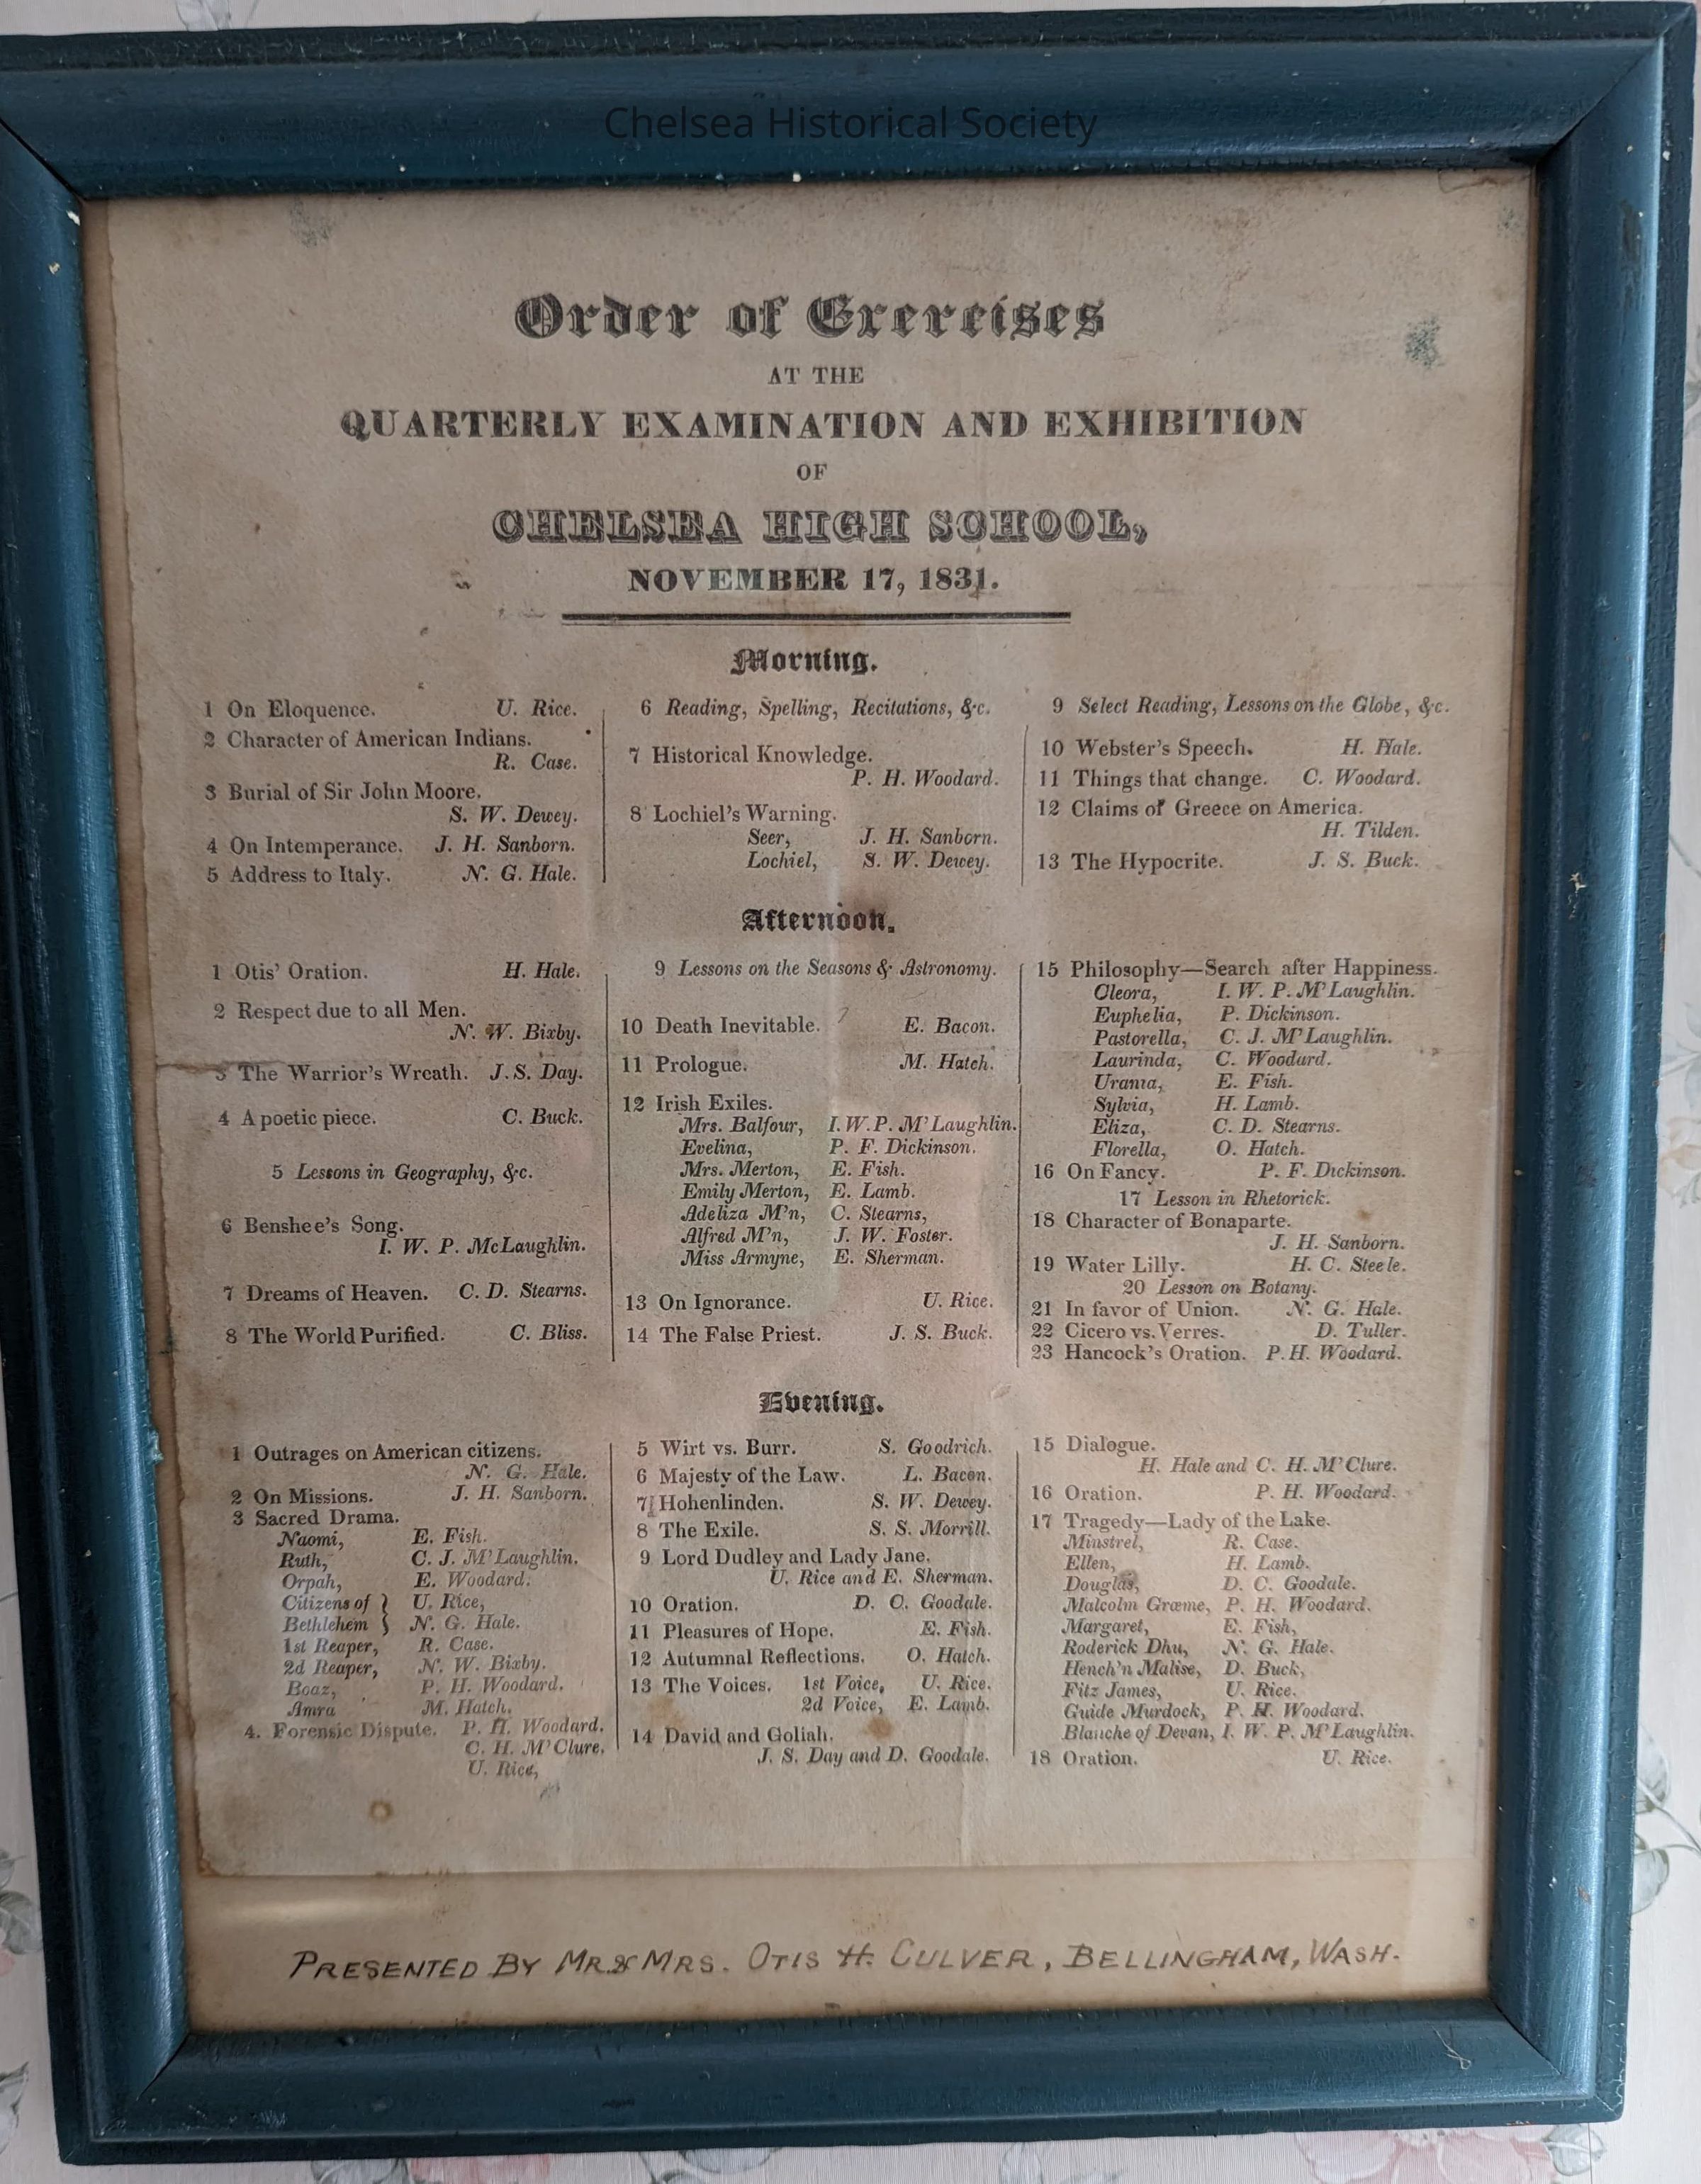 Chelsea Historical Society
Order of Exercises
AT THE
QUARTERLY EXAMINATION AND EXHIBITION
OF
CHELSEA HIGH SCHOOL,
NOVEMBER 17, 1831.
Morning.
1 On Eloquence. U. Rice.
2 Character of American Indians.
R. Case.
3 Burial of Sir John Moore.
S. W. Dewey.
4 On Intemperance. J. H. Sanborn.
5 Address to Italy. N. G. Hale.
6 Reading, Spelling, Recitations, &c.
7 Historical Knowledge.
P. H. Woodard.
8 Lochiel's Warning.
Seer, J. H. Sanborn.
Lochiel, S. W. Dewey.
9 Select Reading, Lessons on the Globe, &c.
10 Webster's Speech. H. Hale.
11 Things that change. C. Woodard.
12 Claims of Greece on America.
H. Tilden.
13 The Hypocrite. J. S. Buck.
Afternoon.
1 Otis' Oration. H. Hale.
2 Respect due to all Men.
N. W. Bixby.
3 The Warrior's Wreath. J. S. Day.
4 A poetic piece. C. Buck.
5 Lessons in Geography, &c.
6 Benshee's Song.
I. W. P. McLaughlin.
7 Dreams of Heaven. C. D. Stearns.
8 The World Purified. C. Bliss.
9 Lessons on the Seasons & Astronomy.
10 Death Inevitable. E. Bacon.
11 Prologue. M. Hatch.
12 Irish Exiles.
Mrs. Balfour, I. W. P. M'Laughlin.
Evelina, P. F. Dickinson.
Mrs. Merton, E. Fish.
Emily Merton, E. Lamb.
Adeliza M'n, C. Stearns,
Alfred M'n, J. W. Foster.
Miss Armyne, E. Sherman.
13 On Ignorance. U. Rice.
14 The False Priest. J. S. Buck.
15 Philosophy—Search after Happiness.
Cleora, I. W. P. M'Laughlin.
Euphelia, P. Dickinson.
Pastorella, C. J. M'Laughlin.
Laurinda, C. Woodard.
Urania, E. Fish.
Sylvia, H. Lamb.
Eliza, C. D. Stearns.
Florella, O. Hatch.
16 On Fancy. P. F. Dickinson.
17 Lesson in Rhetorick.
18 Character of Bonaparte.
J. H. Sanborn.
19 Water Lilly. H. C. Steele.
20 Lesson on Botany.
21 In favor of Union. N. G. Hale.
22 Cicero vs. Verres. D. Tuller.
23 Hancock's Oration. P. H. Woodard.
Evening.
1 Outrages on American citizens.
N. G. Hale.
2 On Missions. J. H. Sanborn.
3 Sacred Drama.
Naomi, E. Fish.
Ruth, C. J. M'Laughlin.
Orpah, E. Woodard.
Citizens of } U. Rice,
Bethlehem } N. G. Hale.
1st Reaper, R. Case.
2d Reaper, N. W. Bixby.
Boaz, P. H. Woodard.
Amra M. Hatch.
4. Forensic Dispute. P. H. Woodard.
C. H. M'Clure.
U. Rice,
5 Wirt vs. Burr. S. Goodrich.
6 Majesty of the Law. L. Bacon.
7 Hohenlinden. S. W. Dewey.
8 The Exile. S. S. Morrill.
9 Lord Dudley and Lady Jane.
U. Rice and E. Sherman.
10 Oration. D. C. Goodale.
11 Pleasures of Hope. E. Fish.
12 Autumnal Reflections. O. Hatch.
13 The Voices. 1st Voice, U. Rice.
2d Voice, E. Lamb.
14 David and Goliah.
J. S. Day and D. Goodale.
15 Dialogue.
H. Hale and C. H. M'Clure.
16 Oration. P. H. Woodard.
17 Tragedy—Lady of the Lake.
Minstrel, R. Case.
Ellen, H. Lamb.
Douglas, D. C. Goodale.
Malcolm Græme, P. H. Woodard.
Margaret, E. Fish,
Roderick Dhu, N. G. Hale.
Hench'n Malise, D. Buck,
Fitz James, U. Rice.
Guide Murdock, P. H. Woodard.
Blanche of Devan, I. W. P. M'Laughlin.
18 Oration. U. Rice.
PRESENTED BY MR. & MRS. OTIS H. CULVER, BELLINGHAM, WASH.